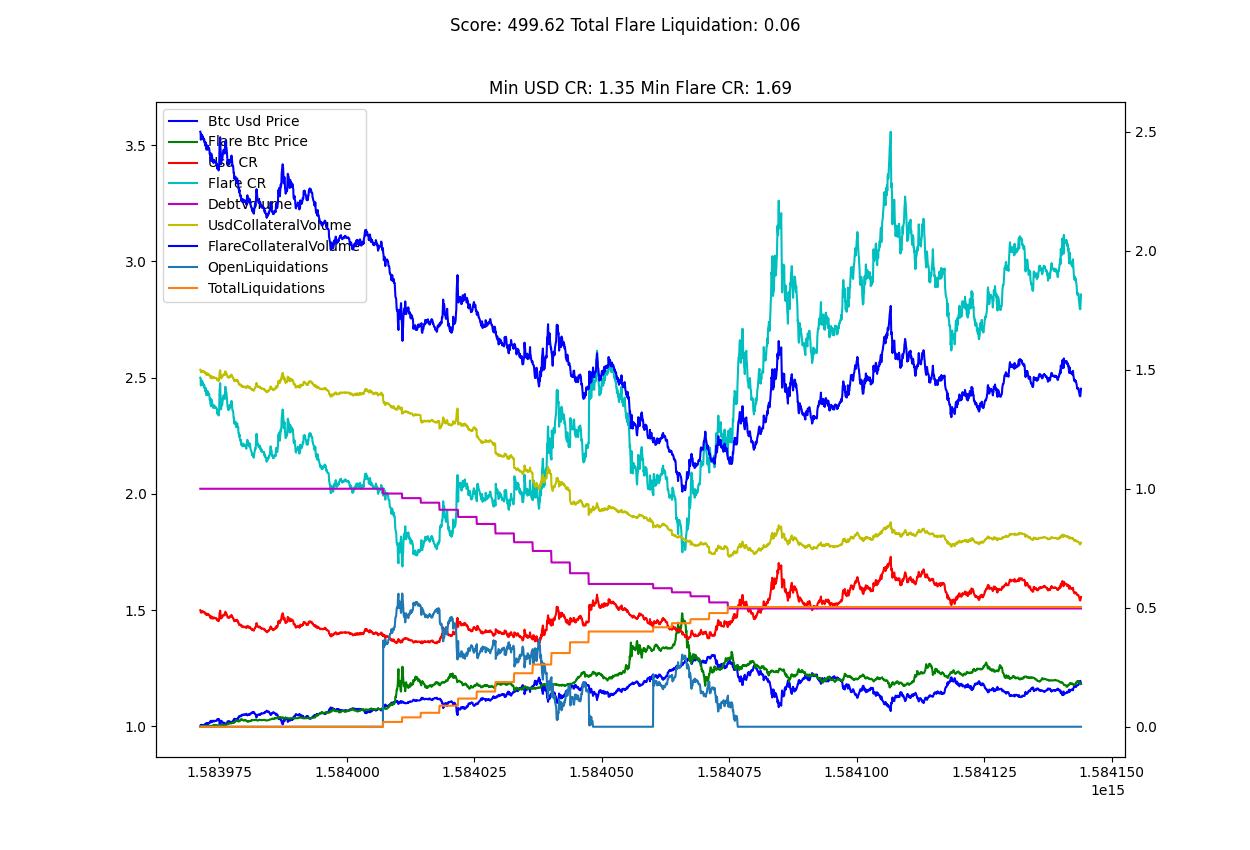 Score: 499.62 Total Flare Liquidation: 0.06
Min USD CR: 1.35 Min Flare CR: 1.69
Btc Usd Price
Flare Btc Price
Usd CR
Flare CR
DebtVolume
UsdCollateralVolume
FlareCollateralVolume
OpenLiquidations
TotalLiquidations
3.5
3.0
2.5
2.0
1.5
1.0
2.5
2.0
1.5
1.0
0.5
0.0
1.583975 1.584000 1.584025 1.584050 1.584075 1.584100 1.584125 1.584150
1e15